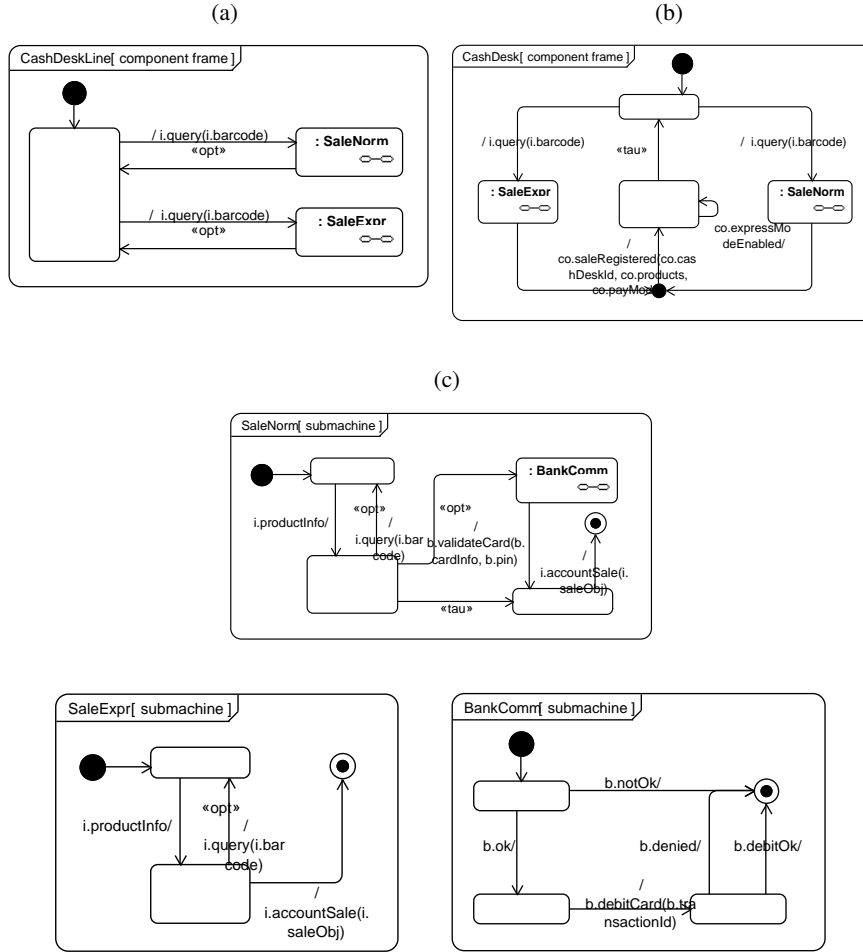 (a)
(b)
CashDeskLine[ component frame ]
/ i.query(i.barcode)
«opt»
: SaleNorm
/ i.query(i.barcode)
«opt»
: SaleExpr
CashDesk[ component frame ]
/ i.query(i.barcode)
«tau»
/ i.query(i.barcode)
: SaleExpr
: SaleNorm
co.expressMo
deEnabled/
/
co.saleRegistered(co.cas
hDeskId, co.products,
(c)
SaleNorm[ submachine ]
: BankComm
i.productInfo/
«opt»
/
i.query(i.bar
code)
«opt»
/
b.validateCard(b.
cardInfo, b.pin)
/
i.accountSale(i.
saleObj)
«tau»
SaleExpr[ submachine ]
i.productInfo/
«opt»
/
i.query(i.bar
code)
/
i.accountSale(i.
saleObj)
BankComm[ submachine ]
b.notOk/
b.ok/
b.denied/
b.debitOk/
/
b.debitCard(b.tra
nsactionId)